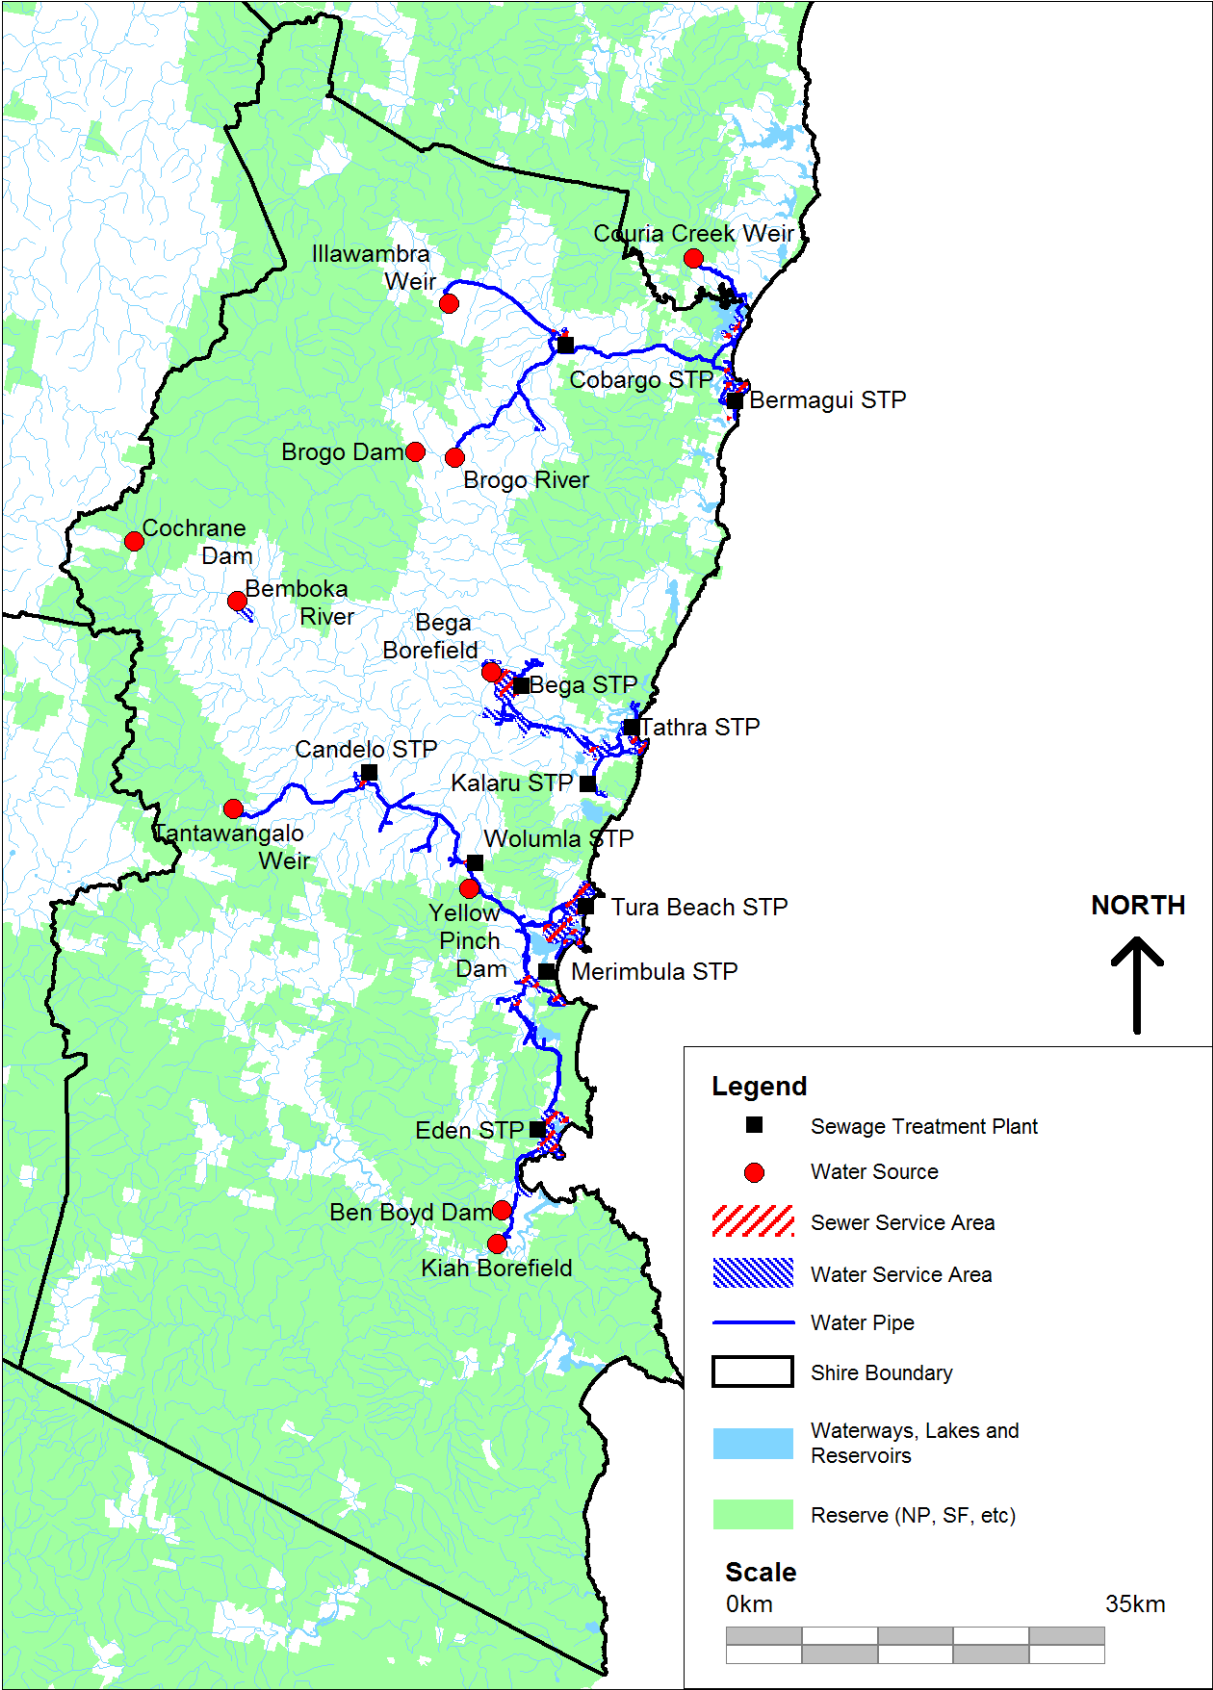 Couria Creek Weir
Illawambra
Weir
Cobargo STP
Bermagui STP
Brogo Dam
Brogo River
Cochrane
Dam
Bemboka
River
Bega
Borefield
Bega STP
Tathra STP
Candelo STP
Kalaru STP
Tantawangalo
Weir
Wolumla STP
Yellow
Pinch
Dam
Tura Beach STP
Merimbula STP
NORTH
Eden STP
Ben Boyd Dam
Kiah Borefield
Legend
Sewage Treatment Plant
Water Source
Sewer Service Area
Water Service Area
Water Pipe
Shire Boundary
Waterways, Lakes and
Reservoirs
Reserve (NP, SF, etc)
Scale
0km 35km